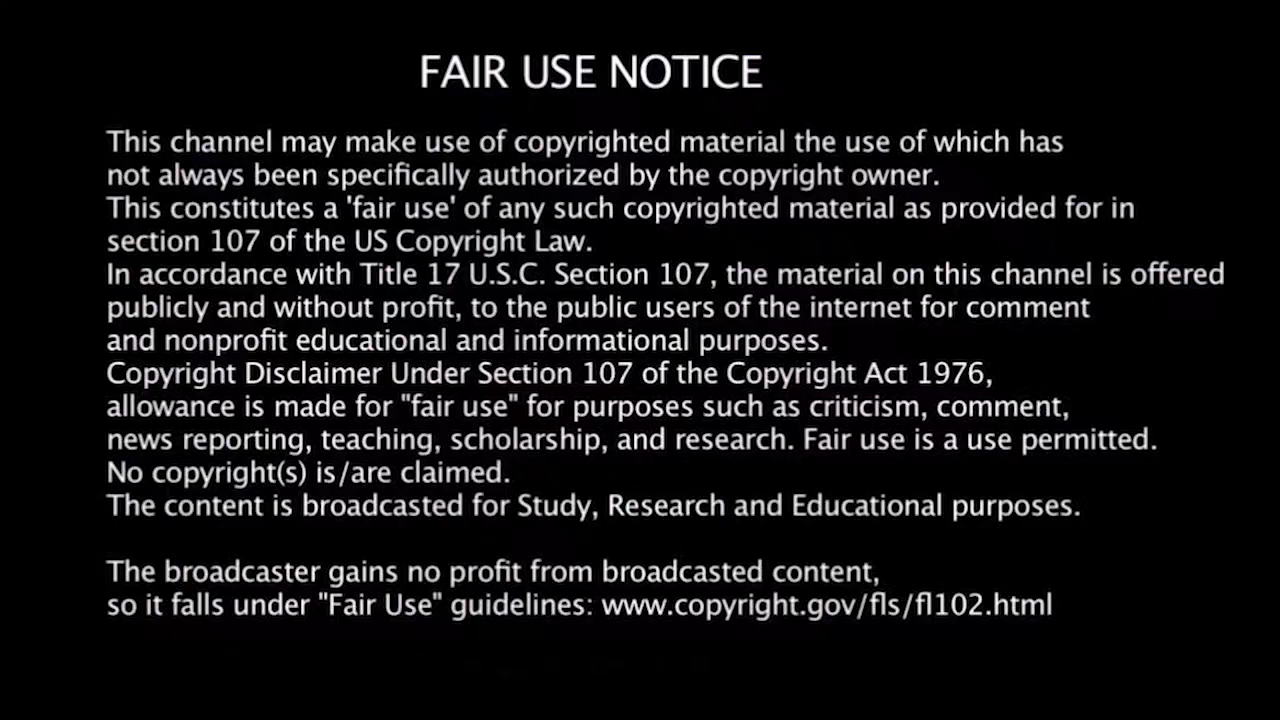 FAIR USE NOTICE
This channel may make use of copyrighted material the use of which has
not always been specifically authorized by the copyright owner.
This constitutes a 'fair use' of any such copyrighted material as provided for in
section 107 of the US Copyright Law.
In accordance with Title 17 U.S.C. Section 107, the material on this channel is offered
publicly and without profit, to the public users of the internet for comment
and nonprofit educational and informational purposes.
Copyright Disclaimer Under Section 107 of the Copyright Act 1976,
allowance is made for "fair use" for purposes such as criticism, comment,
news reporting, teaching, scholarship, and research. Fair use is a use permitted.
No copyright(s) is/are claimed.
The content is broadcasted for Study, Research and Educational purposes.
The broadcaster gains no profit from broadcasted content,
so it falls under "Fair Use" guidelines: www.copyright.gov/fls/fl102.html